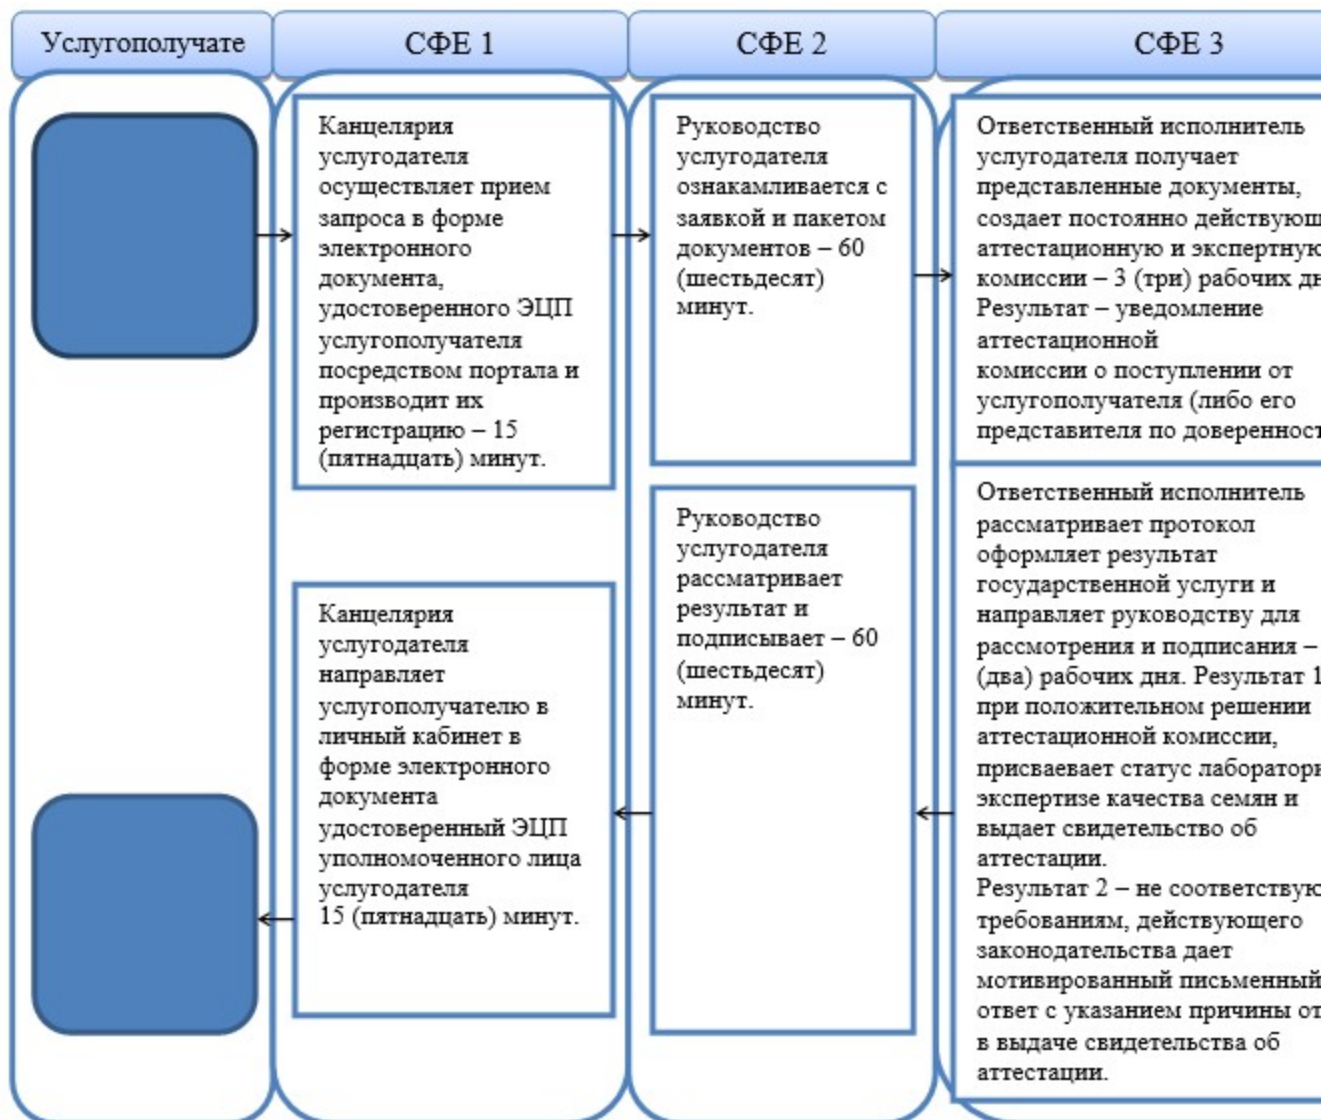 Услугополучате
СФЕ 1
СФЕ 2
СФЕ 3
Канцелярия
услугодателя
осуществляет прием
запроса в форме
электронного
документа,
удостоверенного ЭЦП
услугополучателя
посредством портала и
производит их
регистрацию – 15
(пятнадцать) минут.
Руководство
услугодателя
ознакамливается с
заявкой и пакетом
документов – 60
(шестьдесят)
минут.
Ответственный исполнитель
услугодателя получает
представленные документы,
создает постоянно действующ
аттестационную и экспертную
комиссии – 3 (три) рабочих дн
Результат – уведомление
аттестационной
комиссии о поступлении от
услугополучателя (либо его
представителя по доверенност
Канцелярия
услугодателя
направляет
услугополучателю в
личный кабинет в
форме электронного
документа
удостоверенный ЭЦП
уполномоченного лица
услугодателя
15 (пятнадцать) минут.
Руководство
услугодателя
рассматривает
результат и
подписывает – 60
(шестьдесят)
минут.
Ответственный исполнитель
рассматривает протокол
оформляет результат
государственной услуги и
направляет руководству для
рассмотрения и подписания –
(два) рабочих дня. Результат 1
при положительном решении
аттестационной комиссии,
присваевает статус лаборатори
экспертизе качества семян и
выдает свидетельство об
аттестации.
Результат 2 – не соответствую
требованиям, действующего
законодательства дает
мотивированный письменный
ответ с указанием причины от
в выдаче свидетельства об
аттестации.